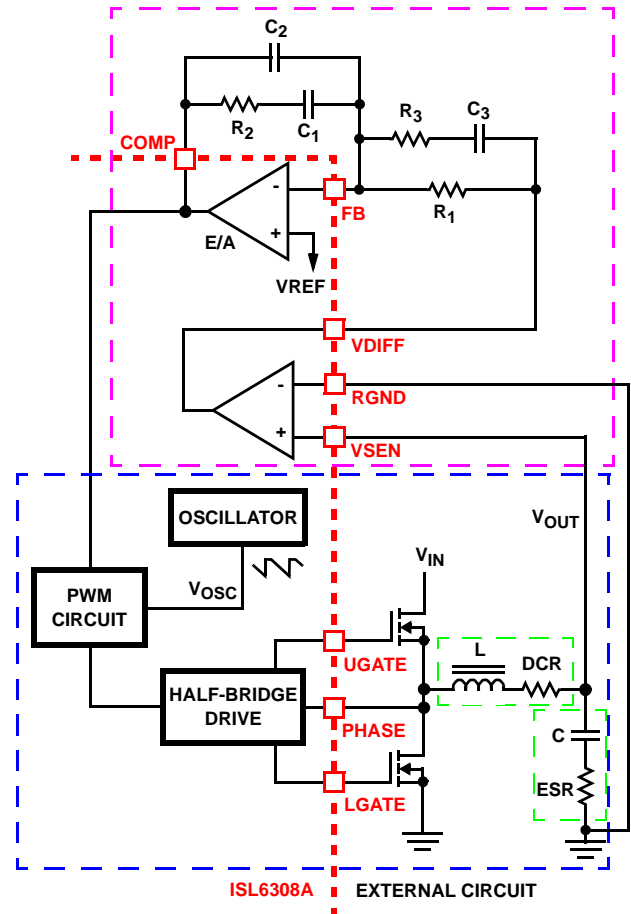 C2
R2
C1
R3
C3
COMP
-
+
E/A
FB
R1
VREF
VDIFF
-
RGND
+
VSEN
OSCILLATOR
VOUT
VIN
PWM
CIRCUIT
VOSC
UGATE
L
DCR
HALF-BRIDGE
DRIVE
PHASE
C
ESR
LGATE
ISL6308A
EXTERNAL CIRCUIT